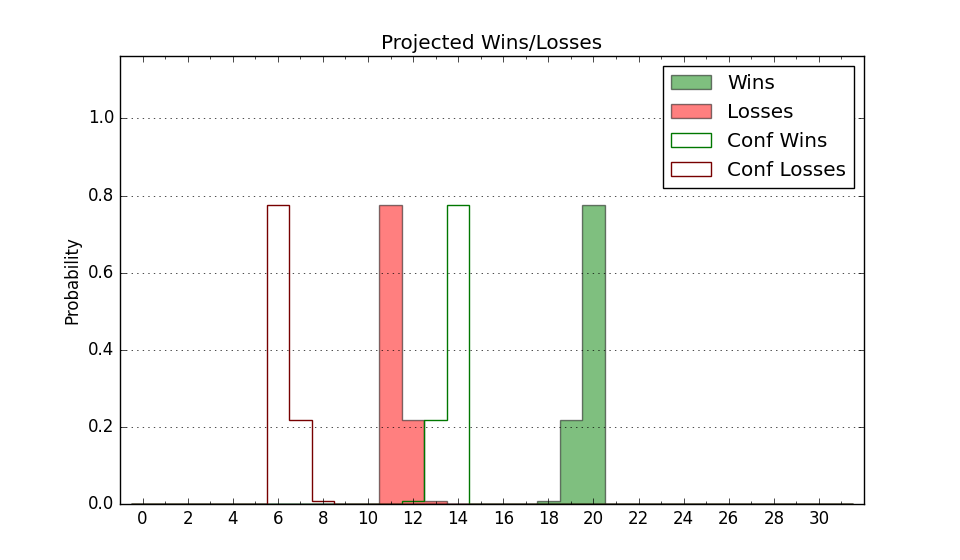 Projected Wins/Losses
Wins
Losses
Conf Wins
Conf Losses
Probability
1.0
0.8
0.6
0.4
0.2
0.0
0 2 4 6 8 10 12 14 16 18 20 22 24 26 28 30